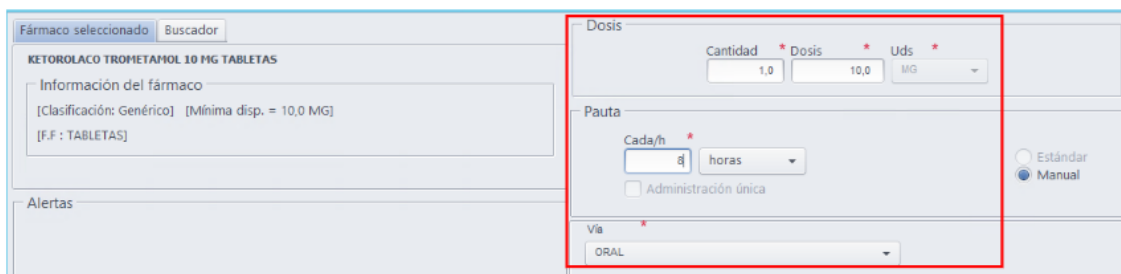 Fármaco seleccionado Buscador
KETOROLACO TROMETAMOL 10 MG TABLETAS
Información del fármaco
[Clasificación: Genérico] [Mínima disp. = 10,0 MG]
[F.F : TABLETAS]
Alertas
Dosis
Cantidad * Dosis * Uds *
1,0 10,0 MG
Pauta
Cada/h *
8 horas
Administración única
Estándar
Manual
Vía *
ORAL